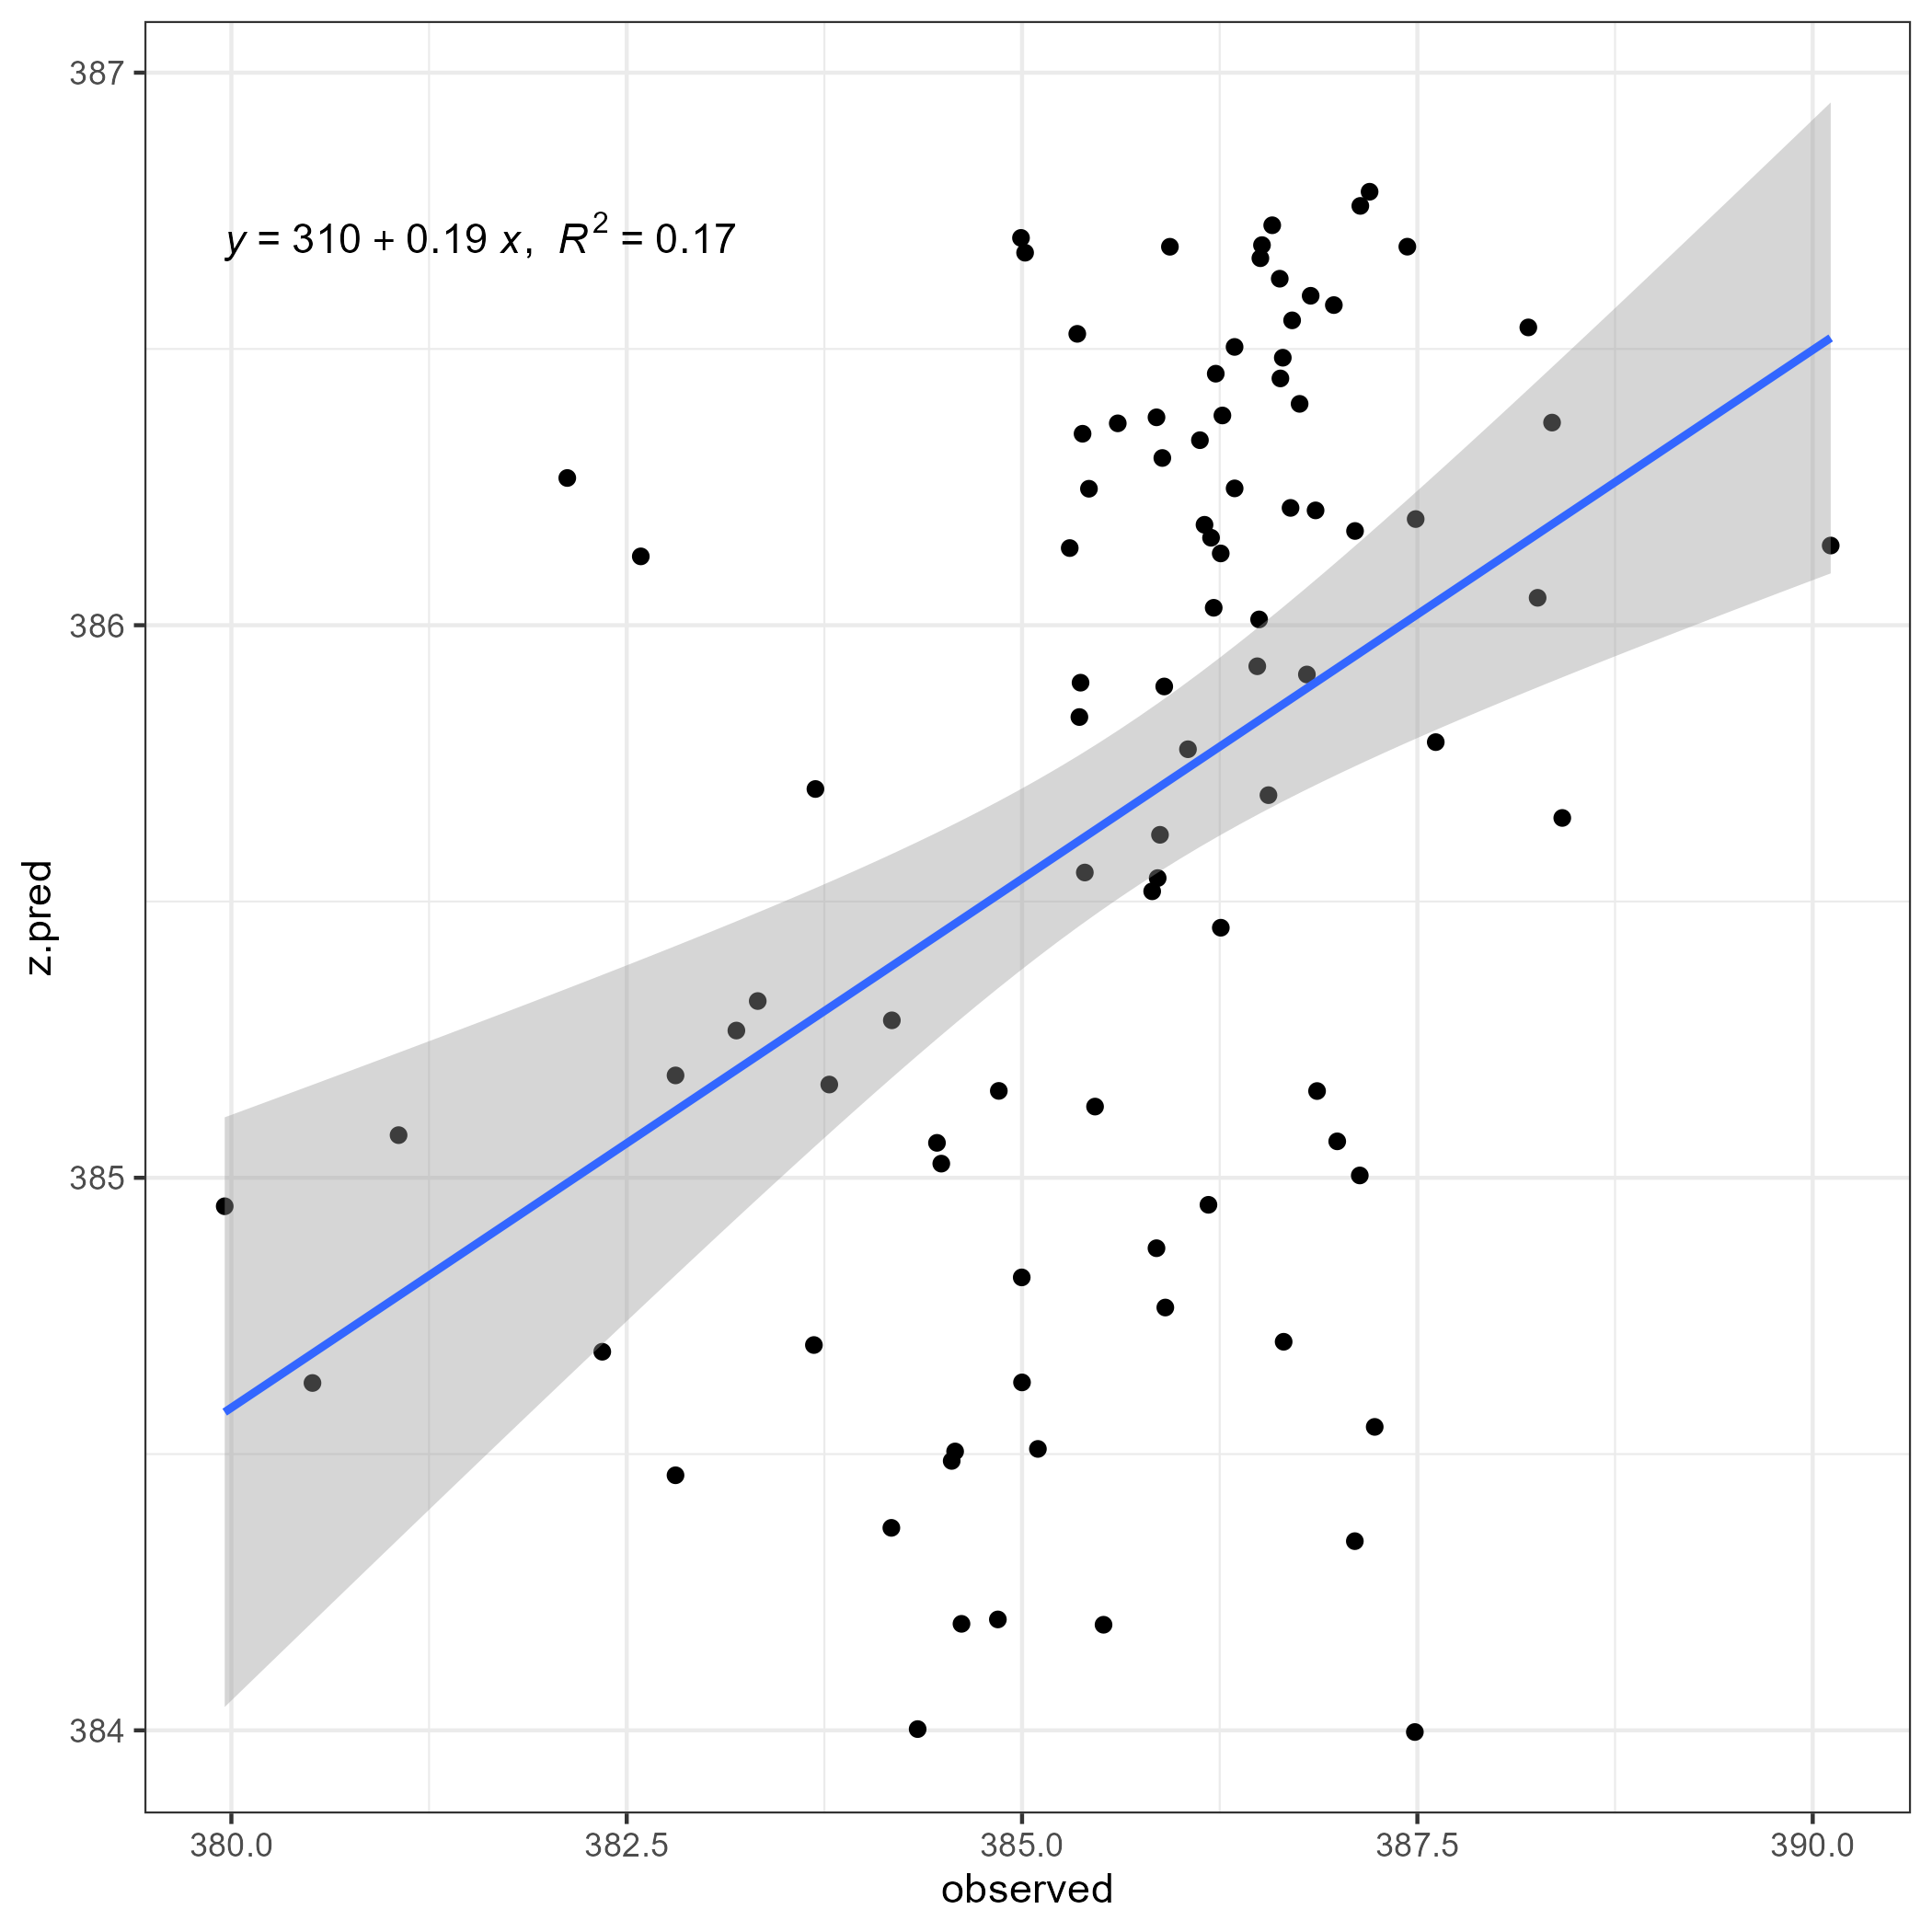 387
y = 310 + 0.19 x, R² = 0.17
386
z.pred
385
384
380.0 382.5 385.0 387.5 390.0
observed